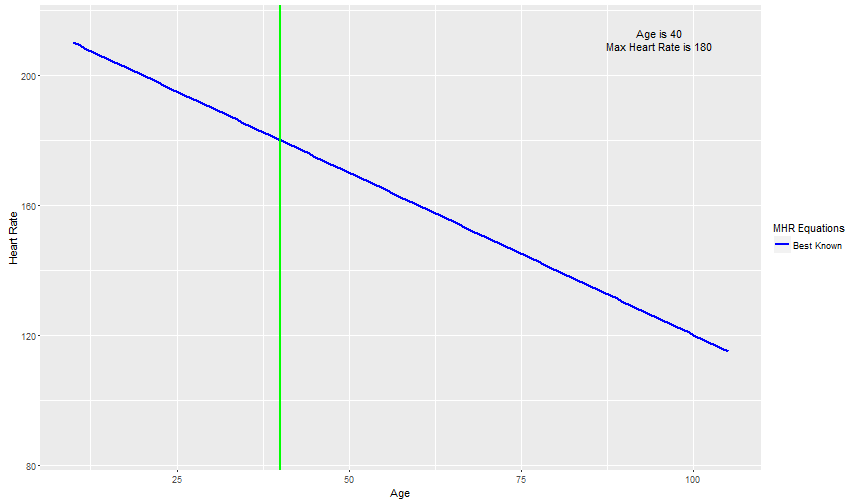 Age is 40
Max Heart Rate is 180
200
160
120
80
Heart Rate
25
50
75
100
Age
MHR Equations
Best Known